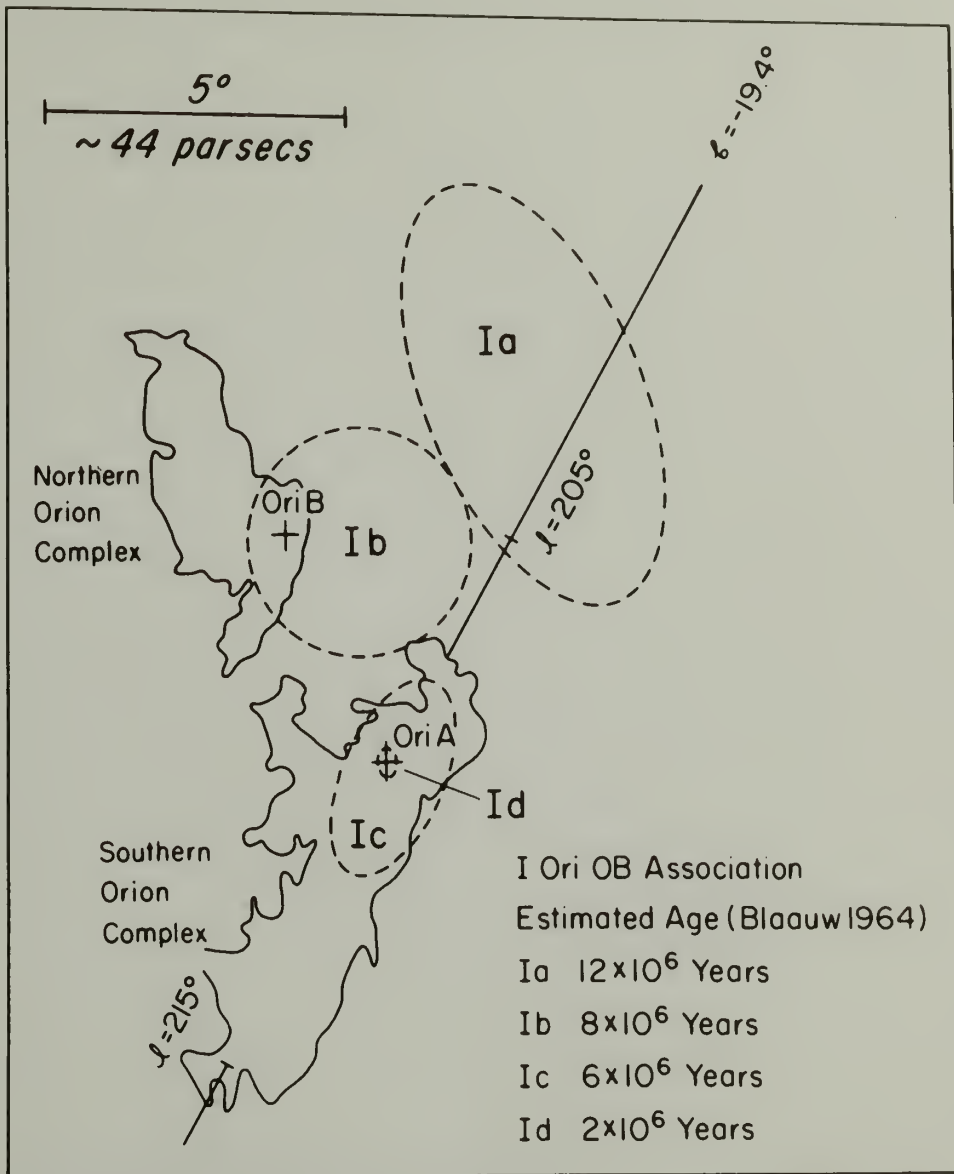 5°
~ 44 parsecs
b = -19.4°
Ia
l = 205°
Northern
Orion
Complex
Ori B
Ib
Ori A
Id
Ic
Southern
Orion
Complex
l = 215°
I Ori OB Association
Estimated Age (Blaauw 1964)
Ia 12×10⁶ Years
Ib 8×10⁶ Years
Ic 6×10⁶ Years
Id 2×10⁶ Years